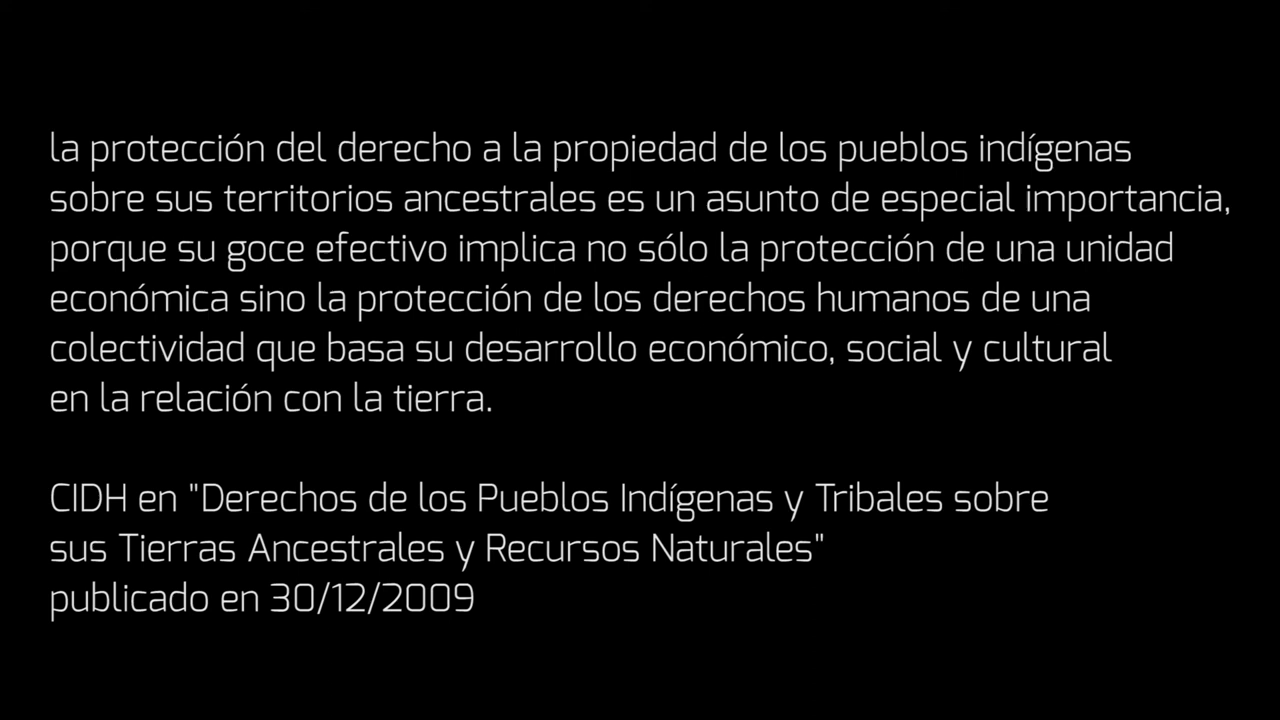 la protección del derecho a la propiedad de los pueblos indígenas
sobre sus territorios ancestrales es un asunto de especial importancia,
porque su goce efectivo implica no sólo la protección de una unidad
económica sino la protección de los derechos humanos de una
colectividad que basa su desarrollo económico, social y cultural
en la relación con la tierra.
CIDH en "Derechos de los Pueblos Indígenas y Tribales sobre
sus Tierras Ancestrales y Recursos Naturales"
publicado en 30/12/2009